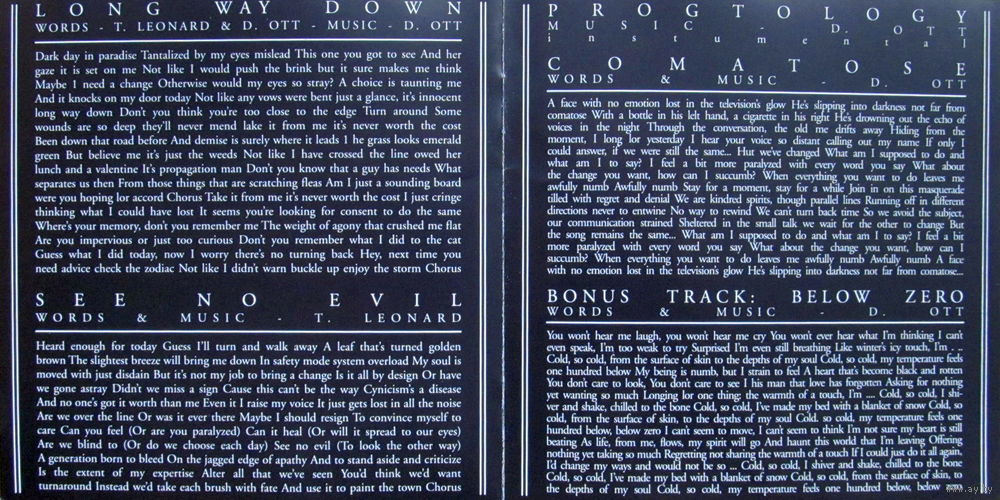 LONG WAY DOWN
WORDS - T. LEONARD & D. OTT - MUSIC - D. OTT
Dark day in paradise Tantalized by my eyes mislead This one you got to see And her
gaze it is set on me Not like I would push the brink but it sure makes me think
Maybe I need a change Otherwise would my eyes so stray? A choice is taunting me
And it knocks on my door today Not like any vows were bent just a glance, it's innocent
long way down Don't you think you're too close to the edge Turn around Some
wounds are so deep they'll never mend lake it from me it's never worth the cost
Been down that road before And demise is surely where it leads 1 he grass looks emerald
green But believe me it's just the weeds Not like I have crossed the line owed her
lunch and a valentine It's propagation man Don't you know that a guy has needs What
separates us then From those things that are scratching fleas Am I just a sounding board
were you hoping lor accord Chorus Take it from me it's never worth the cost I just cringe
thinking what I could have lost It seems you're looking for consent to do the same
Where's your memory, don't you remember me The weight of agony that crushed me flat
Are you impervious or just too curious Don't you remember what I did to the cat
Guess what I did today, now I worry there's no turning back Hey, next time you
need advice check the zodiac Not like I didn't warn buckle up enjoy the storm Chorus
SEE NO EVIL
WORDS & MUSIC - T. LEONARD
Heard enough for today Guess I'll turn and walk away A leaf that's turned golden
brown The slightest breeze will bring me down In safety mode system overload My soul is
moved with just disdain But it's not my job to bring a change Is it all by design Or have
we gone astray Didn't we miss a sign Cause this can't be the way Cynicism's a disease
And no one's got it worth than me Even it I raise my voice It just gets lost in all the noise
Are we over the line Or was it ever there Maybe I should resign To convince myself to
care Can you feel (Or are you paralyzed) Can it heal (Or will it spread to our eyes)
Are we blind to (Or do we choose each day) See no evil (To look the other way)
A generation born to bleed On the jagged edge of apathy And to stand aside and criticize
Is the extent of my expertise Alter all that we've seen You'd think we'd want
turnaround Instead we'd take each brush with fate And use it to paint the town Chorus
PROGTOLOGY
MUSIC - D. OTT
instumental
COMATOSE
WORDS & MUSIC - D. OTT
A face with no emotion lost in the television's glow He's slipping into darkness not far from
comatose With a bottle in his left hand, a cigarette in his right He's drowning out the echo of
voices in the night Through the conversation, the old me drifts away Hiding from the
moment, I long lor yesterday I hear your voice so distant calling out my name If only I
could answer, if we were still the same... Hut we've changed What am I supposed to and
what am I to say? I feel a bit more paralyzed with every word you say What about
the change you want, how can I succumb? When everything you want to do leaves me
awfully numb Awfully numb Stay for a moment, stay for a while Join in on this masquerade
tilled with regret and denial We are kindred spirits, though parallel lines Running off in different
directions never to entwine No way to rewind We can't turn back time So we avoid the subject,
our communication strained Sheltered in the small talk we wait for the other to change But
the song remains the same... What am I supposed to do and what am I to say? I feel a bit
more paralyzed with every word you say What about the change you want, how can I
succumb? When everything you want to do leaves me awfully numb Awfully numb A face
with no emotion lost in the television's glow He's slipping into darkness not far from comatose...
BONUS TRACK: BELOW ZERO
WORDS & MUSIC - D. OTT
You won't hear me laugh, you won't hear me cry You won't ever hear what I'm thinking I can't
even speak, I'm too weak to try Surprised I'm even still breathing Like winter's icy touch, I'm . ..
Cold, so cold, from the surface of skin to the depths of my soul Cold, so cold, my temperature feels
one hundred below My being is numb, but I strain to feel A heart that's become black and rotten
You don't care to look, You don't care to see I his man that love has forgotten Asking for nothing
yet wanting so much Longing lor one thing: the warmth of a touch, I'm .... Cold, so cold, I shi-
ver and shake, chilled to the bone Cold, so cold, I've made my bed with a blanket of snow Cold, so
cold, from the surface of skin, to the depths of my soul Cold, so cold, my temperature feels one
hundred below, below zero I can't seem to move, I can't seem to think I'm not sure my heart is still
beating As life, from me, flows, my spirit will go And haunt this world that I'm leaving Offering
nothing yet taking so much Regretting not sharing the warmth of a touch If I could just do it all again,
I'd change my ways and would not be so ... Cold, so cold, I shiver and shake, chilled to the bone
Cold, so cold, I've made my bed with a blanket of snow Cold, so cold, from the surface of skin, to
the depths of my soul Cold, so cold, my temperature feels one hundred below, below zero